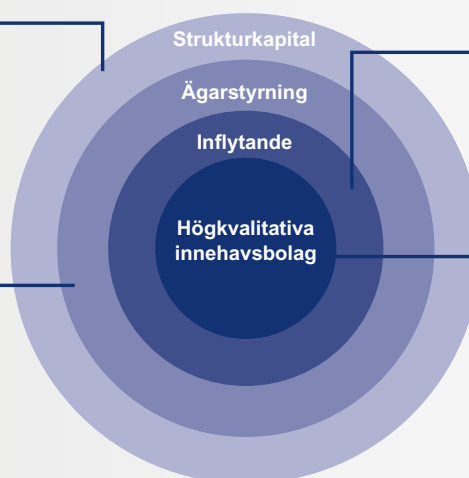 Strukturkapital
Ägarstyrning
Inflytande
Högkvalitativa
innehavsbolag